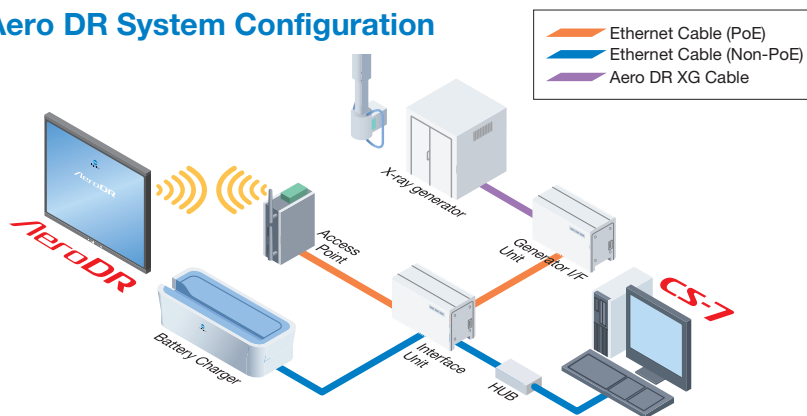 Aero DR System Configuration
Ethernet Cable (PoE)
Ethernet Cable (Non-PoE)
Aero DR XG Cable
X-ray generator
AeroDR
AeroDR
Access
Point
Generator I/F
Unit
CS-7
Battery Charger
Interface
Unit
HUB